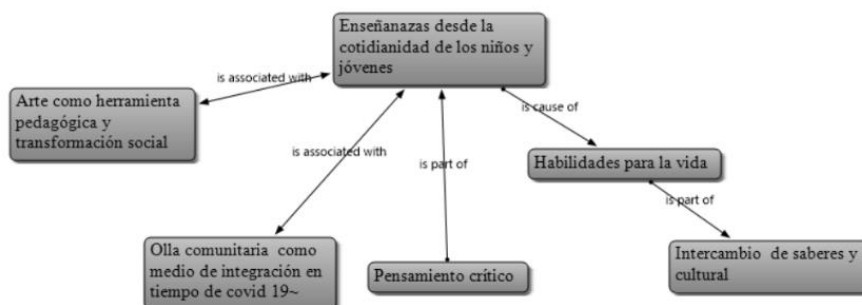 Enseñanazas desde la
cotidianidad de los niños y
jóvenes
is associated with
Arte como herramienta
pedagógica y
transformación social
is cause of
is associated with
is part of
Habilidades para la vida
is part of
Olla comunitaria como
medio de integración en
tiempo de covid 19~
Pensamiento crítico
Intercambio de saberes y
cultural